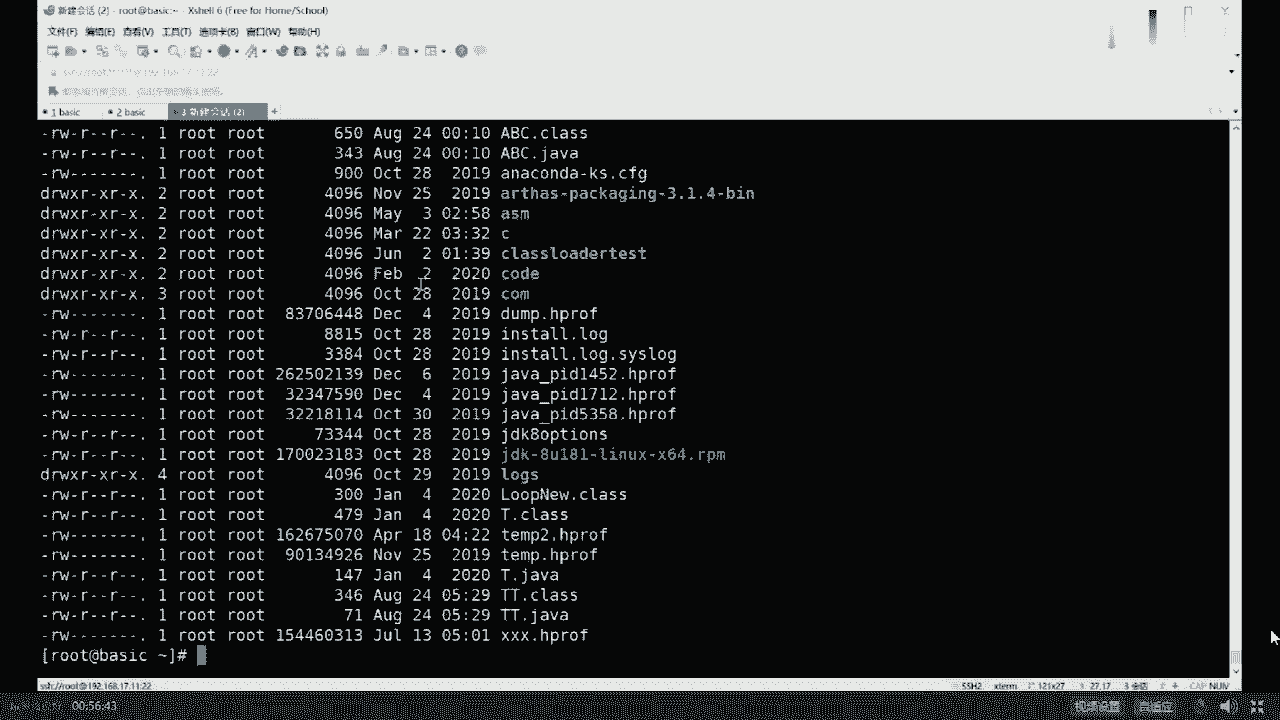 新建会话 (2) - root@basic:~ - Xshell 6 (Free for Home/School)
文件(F) 编辑(E) 查看(V) 工具(T) 选项卡(B) 窗口(W) 帮助(H)
1 basic 2 basic 3 新建会话 (2) +
-rw-r--r--. 1 root root 650 Aug 24 00:10 ABC.class
-rw-r--r--. 1 root root 343 Aug 24 00:10 ABC.java
-rw-------. 1 root root 900 Oct 28 2019 anaconda-ks.cfg
drwxr-xr-x. 2 root root 4096 Nov 25 2019 arthas-packaging-3.1.4-bin
drwxr-xr-x. 2 root root 4096 May 3 02:58 asm
drwxr-xr-x. 2 root root 4096 Mar 22 03:32 c
drwxr-xr-x. 2 root root 4096 Jun 2 01:39 classloadertest
drwxr-xr-x. 2 root root 4096 Feb 2 2020 code
drwxr-xr-x. 3 root root 4096 Oct 28 2019 com
-rw-------. 1 root root 83706448 Dec 4 2019 dump.hprof
-rw-r--r--. 1 root root 8815 Oct 28 2019 install.log
-rw-r--r--. 1 root root 3384 Oct 28 2019 install.log.syslog
-rw-------. 1 root root 262502139 Dec 6 2019 java_pid1452.hprof
-rw-------. 1 root root 32347590 Dec 4 2019 java_pid1712.hprof
-rw-------. 1 root root 32218114 Oct 30 2019 java_pid5358.hprof
-rw-r--r--. 1 root root 73344 Oct 28 2019 jdk8options
-rw-r--r--. 1 root root 170023183 Oct 28 2019 jdk-8u181-linux-x64.rpm
drwxr-xr-x. 4 root root 4096 Oct 29 2019 logs
-rw-r--r--. 1 root root 300 Jan 4 2020 LoopNew.class
-rw-r--r--. 1 root root 479 Jan 4 2020 T.class
-rw-------. 1 root root 162675070 Apr 18 04:22 temp2.hprof
-rw-------. 1 root root 90134926 Nov 25 2019 temp.hprof
-rw-r--r--. 1 root root 147 Jan 4 2020 T.java
-rw-r--r--. 1 root root 346 Aug 24 05:29 TT.class
-rw-r--r--. 1 root root 71 Aug 24 05:29 TT.java
-rw-------. 1 root root 154460313 Jul 13 05:01 xxx.hprof
[root@basic ~]#
ssh://root@192.168.17.11:22 SSH2 xterm 121x27 27,17 3 会话 CAP NUM
00:56:43